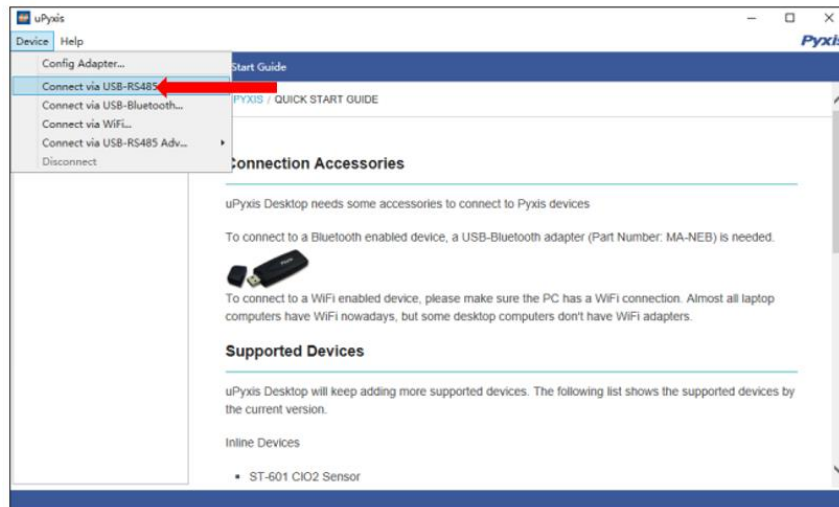 uPyxis
Device Help
Pyxis
Config Adapter...
Connect via USB-RS485
Connect via USB-Bluetooth...
Connect via WiFi...
Connect via USB-RS485 Adv...
Disconnect
Start Guide
PYXIS / QUICK START GUIDE
Connection Accessories
uPyxis Desktop needs some accessories to connect to Pyxis devices
To connect to a Bluetooth enabled device, a USB-Bluetooth adapter (Part Number: MA-NEB) is needed.
To connect to a WiFi enabled device, please make sure the PC has a WiFi connection. Almost all laptop
computers have WiFi nowadays, but some desktop computers don't have WiFi adapters.
Supported Devices
uPyxis Desktop will keep adding more supported devices. The following list shows the supported devices by
the current version.
Inline Devices
• ST-601 ClO2 Sensor